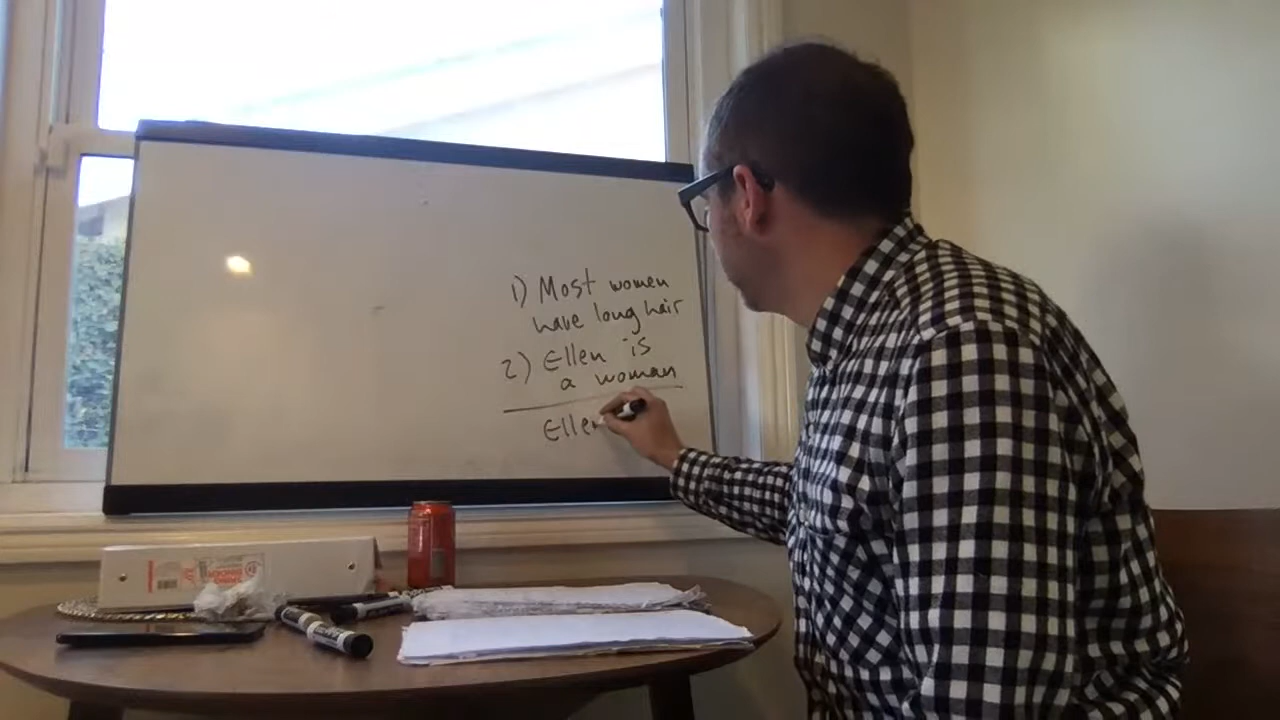 1) Most women
have long hair
2) Ellen is
a woman
Ellen